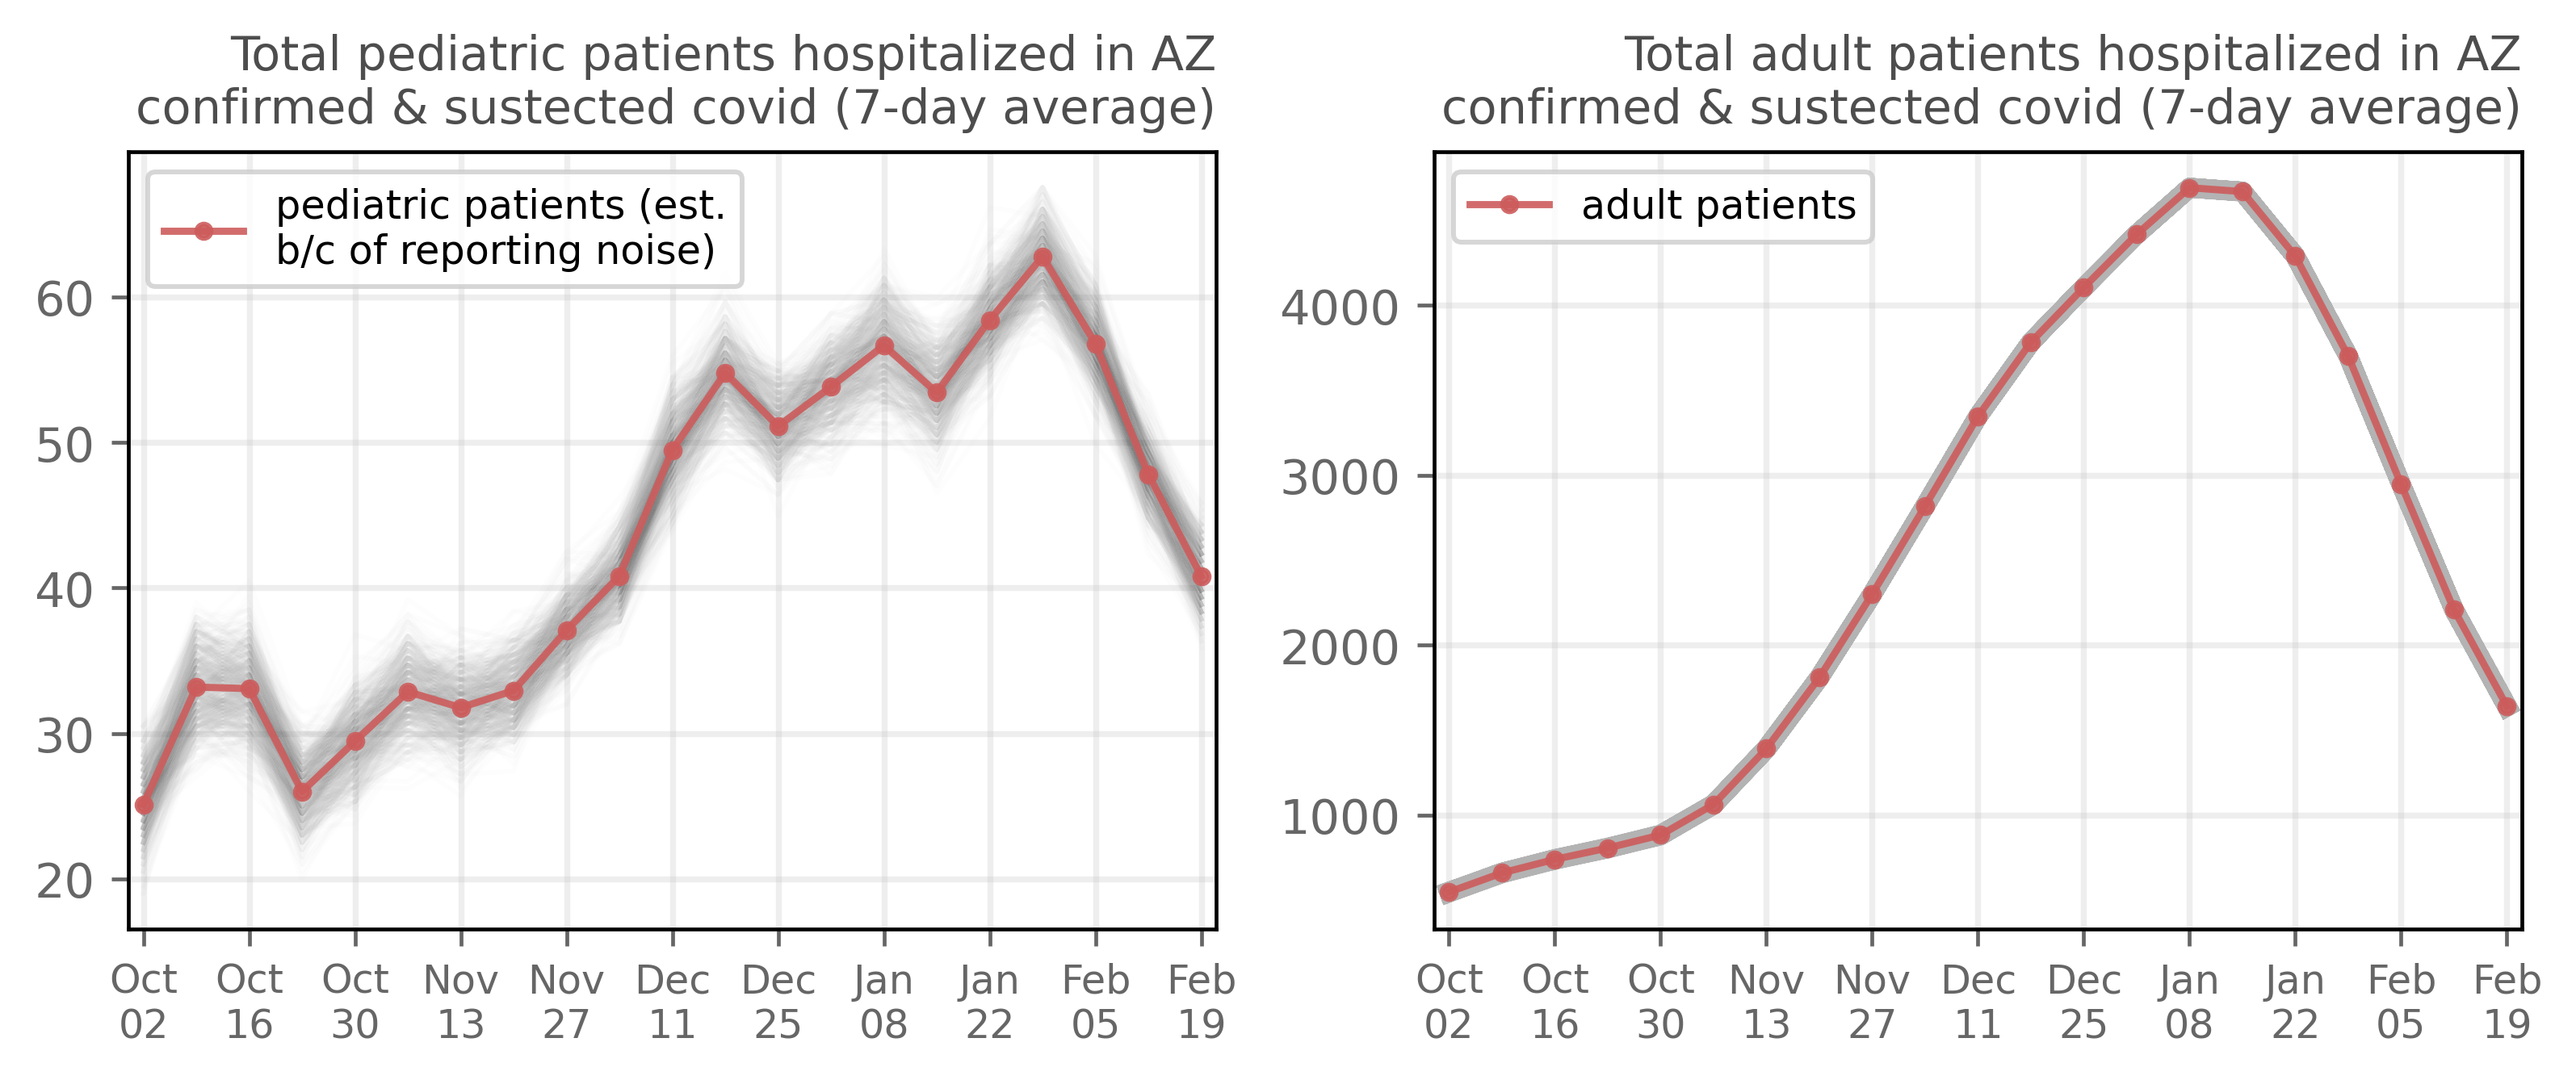 Total pediatric patients hospitalized in AZ
confirmed & sustected covid (7-day average)
pediatric patients (est.
b/c of reporting noise)
60
50
40
30
20
Oct Oct Oct Nov Nov Dec Dec Jan Jan Feb Feb
02 16 30 13 27 11 25 08 22 05 19
Total adult patients hospitalized in AZ
confirmed & sustected covid (7-day average)
adult patients
4000
3000
2000
1000
Oct Oct Oct Nov Nov Dec Dec Jan Jan Feb Feb
02 16 30 13 27 11 25 08 22 05 19